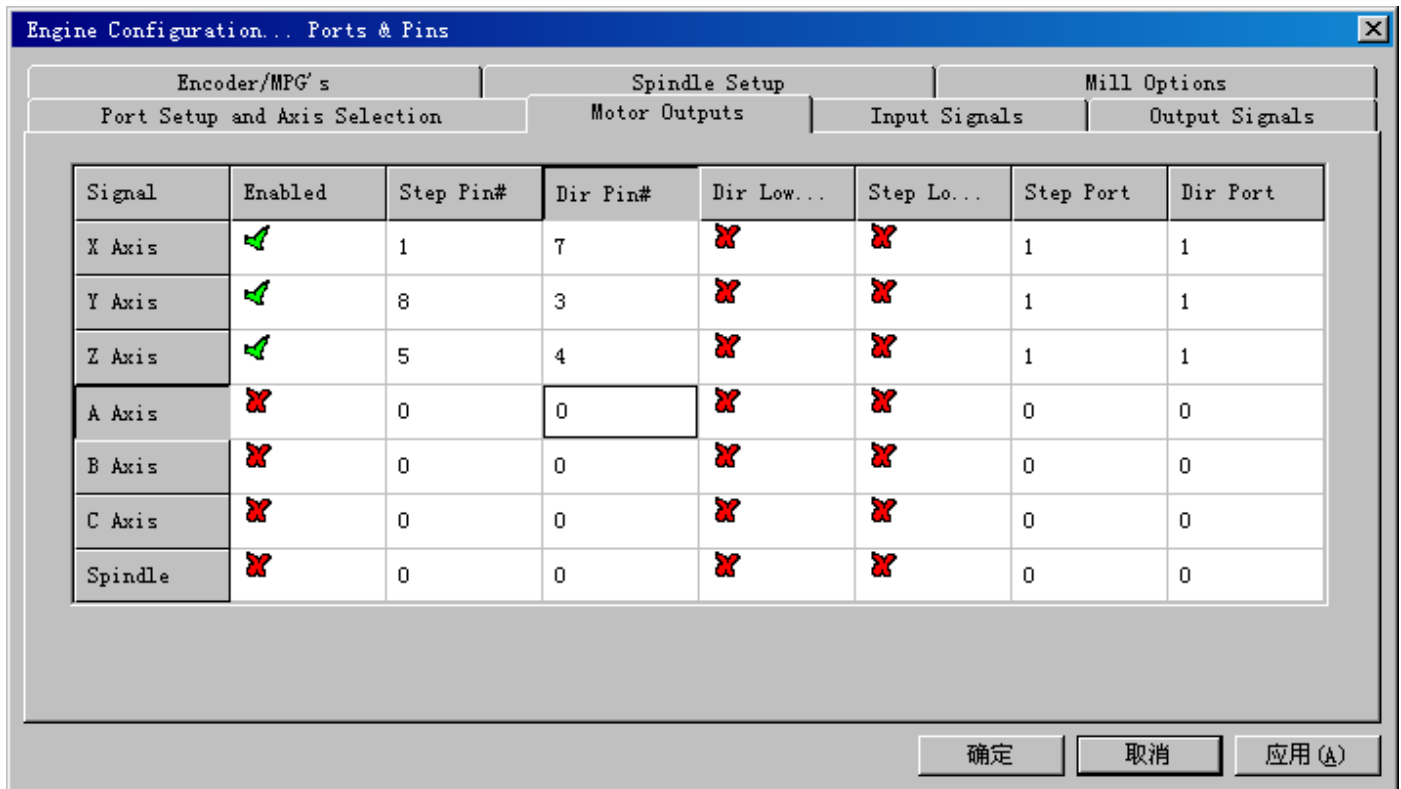 Engine Configuration... Ports & Pins
Encoder/MPG's Spindle Setup Mill Options
Port Setup and Axis Selection Motor Outputs Input Signals Output Signals
Signal Enabled Step Pin# Dir Pin# Dir Low... Step Lo... Step Port Dir Port
X Axis 1 7 1 1
Y Axis 8 3 1 1
Z Axis 5 4 1 1
A Axis 0 0 0 0
B Axis 0 0 0 0
C Axis 0 0 0 0
Spindle 0 0 0 0
确定 取消 应用(A)